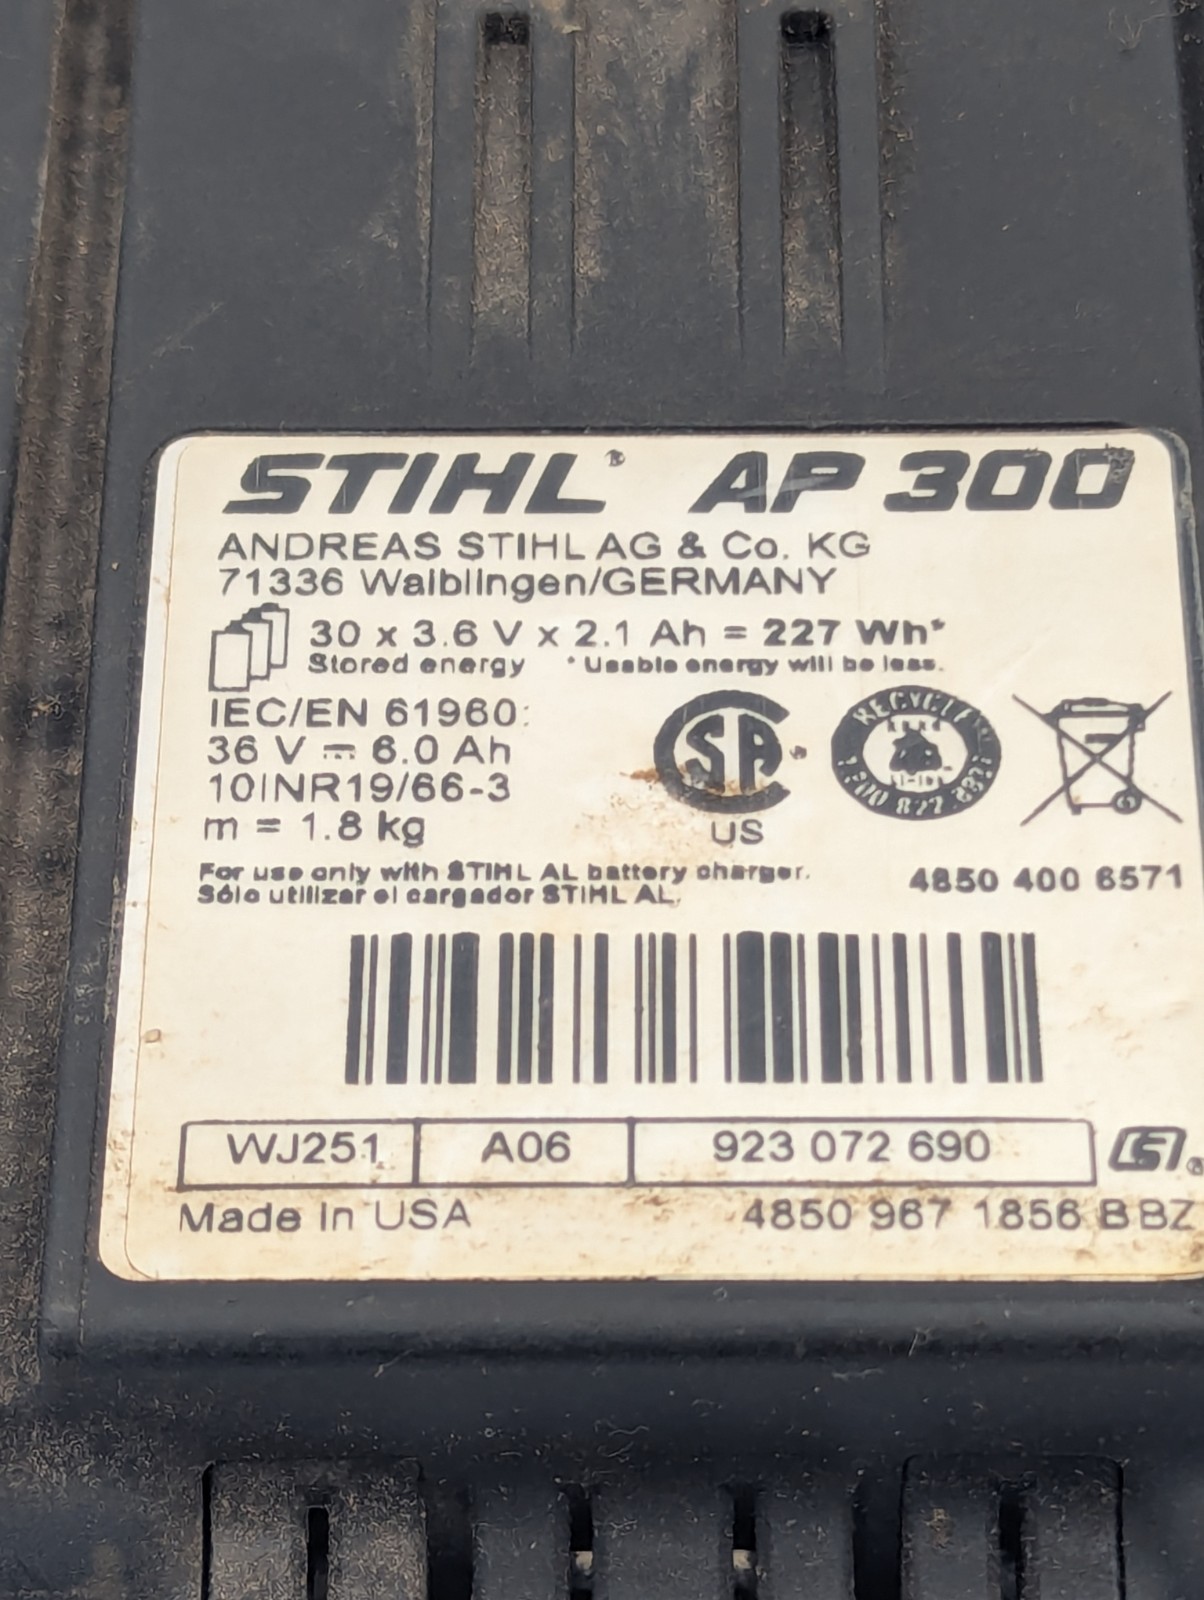 STIHL® AP 300
ANDREAS STIHL AG & Co. KG
71336 Waiblingen/GERMANY
30 x 3.6 V x 2.1 Ah = 227 Wh*
Stored energy * Usable energy will be less.
IEC/EN 61960:
36 V ⎓ 6.0 Ah
10INR19/66-3
m = 1.8 kg
US
RECYCLE
For use only with STIHL AL battery charger.
Sólo utilizar el cargador STIHL AL.
4850 400 6571
WJ251 A06 923 072 690
Made in USA 4850 967 1856 B BZ